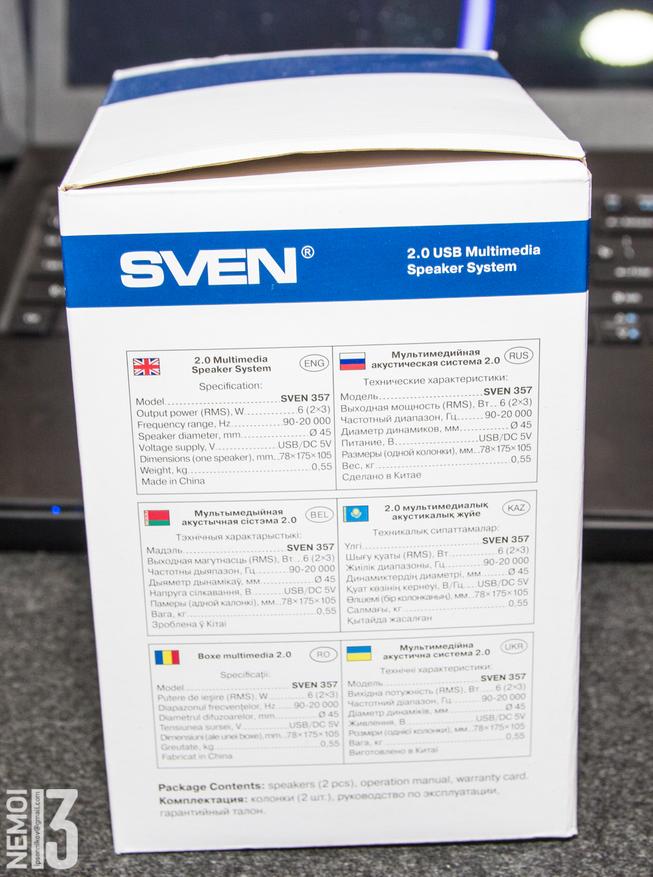 SVEN®
2.0 USB Multimedia
Speaker System
2.0 Multimedia
Speaker System
ENG
Specification:
Model SVEN 357
Output power (RMS), W 6 (2×3)
Frequency range, Hz 90-20 000
Speaker diameter, mm Ø 45
Voltage supply, V USB/DC 5V
Dimensions (one speaker), mm 78×175×105
Weight, kg 0,55
Made in China
Мультимедийная
акустическая система 2.0
RUS
Технические характеристики:
Модель SVEN 357
Выходная мощность (RMS), Вт 6 (2×3)
Частотный диапазон, Гц 90-20 000
Диаметр динамиков, мм Ø 45
Питание, В USB/DC 5V
Размеры (одной колонки), мм 78×175×105
Вес, кг 0,55
Сделано в Китае
Мультымедыйная
акустычная сістэма 2.0
BEL
Тэхнічныя характарыстыкі:
Мадэль SVEN 357
Выходная магутнасць (RMS), Вт 6 (2×3)
Частотны дыяпазон, Гц 90-20 000
Дыяметр дынамікаў, мм Ø 45
Напруга сілкавання, В USB/DC 5V
Памеры (адной калонкі), мм 78×175×105
Вага, кг 0,55
Зроблена ў Кітаі
2.0 мультимедиалық
акустикалық жүйе
KAZ
Техникалық сипаттамалар:
Үлгі SVEN 357
Шығу қуаты (RMS), Вт 6 (2×3)
Жиілік диапазоны, Гц 90-20 000
Динамиктердің диаметрі, мм Ø 45
Қуат көзінің кернеуі, В/Гц USB/DC 5V
Өлшемі (бір колонканың), мм 78×175×105
Салмағы, кг 0,55
Қытайда жасалған
Boxe multimedia 2.0
RO
Specificații:
Model SVEN 357
Putere de ieșire (RMS), W 6 (2×3)
Diapazonul frecvențelor, Hz 90-20 000
Diametrul difuzoarelor, mm Ø 45
Tensiunea sursei, V USB/DC 5V
Dimensiuni (ale unei boxe), mm 78×175×105
Greutate, kg 0,55
Fabricat în China
Мультимедійна
акустична система 2.0
UKR
Технічні характеристики:
Модель SVEN 357
Вихідна потужність (RMS), Вт 6 (2×3)
Частотний діапазон, Гц 90-20 000
Діаметр динаміків, мм Ø 45
Живлення, В USB/DC 5V
Розміри (однієї колонки), мм 78×175×105
Вага, кг 0,55
Виготовлено в Китаї
Package Contents: speakers (2 pcs), operation manual, warranty card.
Комплектация: колонки (2 шт.), руководство по эксплуатации,
гарантийный талон.
NEMOI
13